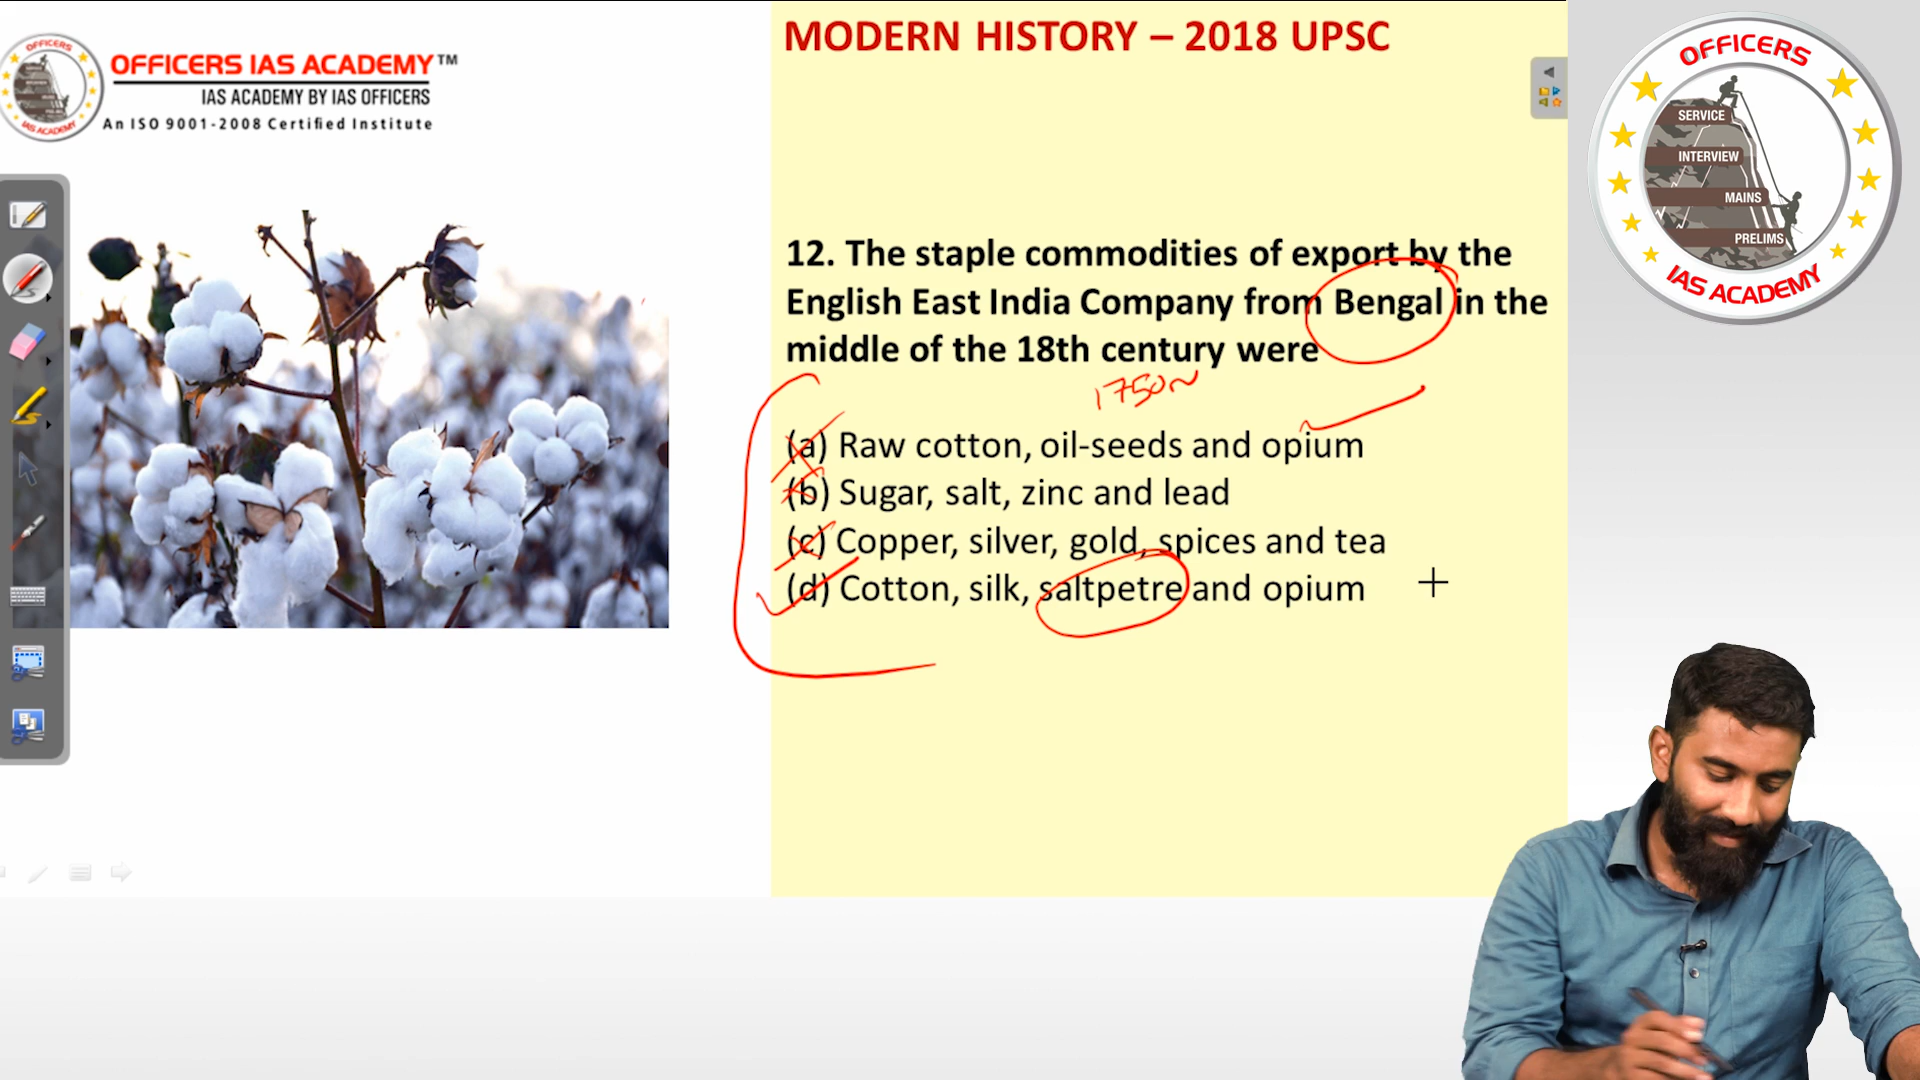 OFFICERS
IAS ACADEMY
OFFICERS IAS ACADEMY™
IAS ACADEMY BY IAS OFFICERS
An ISO 9001-2008 Certified Institute
MODERN HISTORY – 2018 UPSC
12. The staple commodities of export by the
English East India Company from Bengal in the
middle of the 18th century were
1750
(a) Raw cotton, oil-seeds and opium
(b) Sugar, salt, zinc and lead
(c) Copper, silver, gold, spices and tea
(d) Cotton, silk, saltpetre and opium
OFFICERS
SERVICE
INTERVIEW
MAINS
PRELIMS
IAS ACADEMY